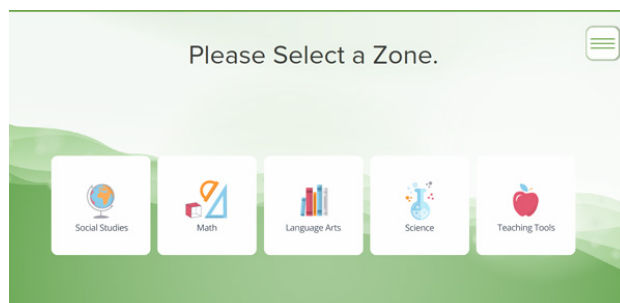 Please Select a Zone.
Social Studies
Math
Language Arts
Science
Teaching Tools